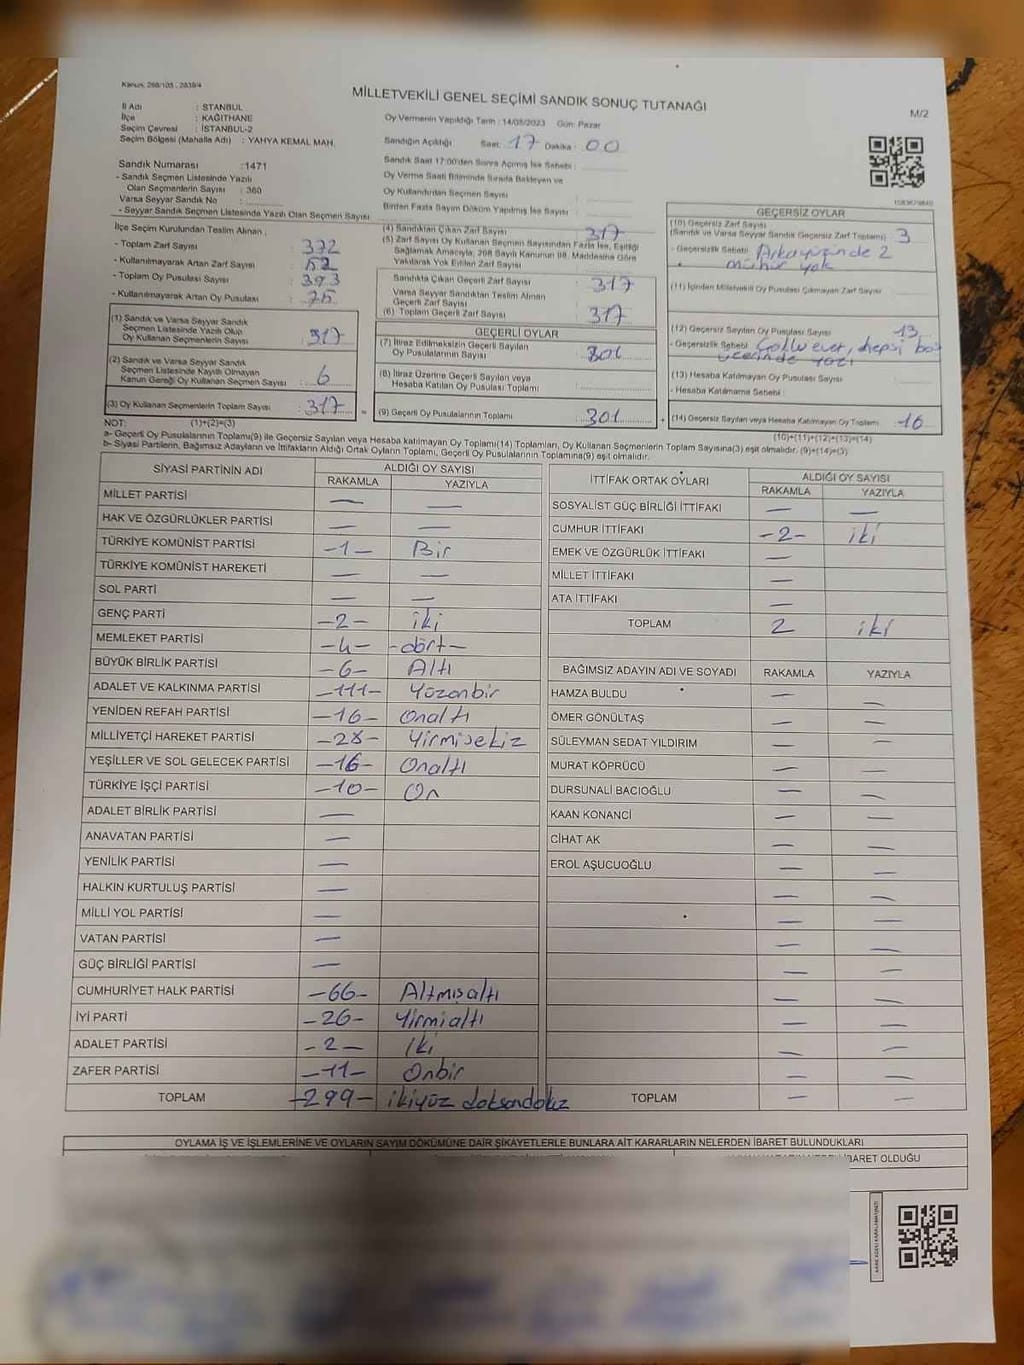 Kanun, 298/105 - 2839/4
MİLLETVEKİLİ GENEL SEÇİMİ SANDIK SONUÇ TUTANAĞI
M/2
İl Adı : STANBUL
İlçe : KAĞITHANE
Seçim Çevresi : İSTANBUL-2
Seçim Bölgesi (Mahalle Adı) : YAHYA KEMAL MAH.
Sandık Numarası :1471
- Sandık Seçmen Listesinde Yazılı
Olan Seçmenlerin Sayısı : 360
Varsa Seyyar Sandık No :
- Seyyar Sandık Seçmen Listesinde Yazılı Olan Seçmen Sayısı
Oy Vermenin Yapıldığı Tarih : 14/05/2023 Gün: Pazar
Sandığın Açıldığı Saat: 17 Dakika : 00
Sandık Saat 17:00'den Sonra Açılmış İse Sebebi :
Oy Verme Saati Bitiminde Sırada Bekleyen ve
Oy Kullandırılan Seçmen Sayısı
Birden Fazla Sayım Döküm Yapılmış İse Sayısı :
İlçe Seçim Kurulundan Teslim Alınan :
- Toplam Zarf Sayısı : 372
- Kullanılmayarak Artan Zarf Sayısı : 52
- Toplam Oy Pusulası Sayısı : 393
- Kullanılmayarak Artan Oy Pusulası : 75
(1) Sandık ve Varsa Seyyar Sandık
Seçmen Listesinde Yazılı Olup
Oy Kullanan Seçmenlerin Sayısı : 317
(2) Sandık ve Varsa Seyyar Sandık
Seçmen Listesinde Kayıtlı Olmayan
Kanun Gereği Oy Kullanan Seçmen Sayısı : 6
(3) Oy Kullanan Seçmenlerin Toplam Sayısı : 317 =
(4) Sandıktan Çıkan Zarf Sayısı : 317
(5) Zarf Sayısı Oy Kullanan Seçmen Sayısından Fazla İse, Eşitliği
Sağlamak Amacıyla, 298 Sayılı Kanunun 98. Maddesine Göre
Yakılarak Yok Edilen Zarf Sayısı
Sandıkta Çıkan Geçerli Zarf Sayısı : 317
Varsa Seyyar Sandıktan Teslim Alınan
Geçerli Zarf Sayısı
(6) Toplam Geçerli Zarf Sayısı : 317
GEÇERLİ OYLAR
(7) İtiraz Edilmeksizin Geçerli Sayılan
Oy Pusulalarının Sayısı : 301
(8) İtiraz Üzerine Geçerli Sayılan veya
Hesaba Katılan Oy Pusulası Toplamı :
(9) Geçerli Oy Pusulalarının Toplamı : 301 +
GEÇERSİZ OYLAR
(10) Geçersiz Zarf Sayısı
(Sandık ve Varsa Seyyar Sandık Geçersiz Zarf Toplamı) : 3
- Geçersizlik Sebebi : Arka yüzünde 2
mühür yok
(11) İçinden Milletvekili Oy Pusulası Çıkmayan Zarf Sayısı
(12) Geçersiz Sayılan Oy Pusulası Sayısı : 13
- Geçersizlik Sebebi : evet, hepsi boş
üzerinde yazı
(13) Hesaba Katılmayan Oy Pusulası Sayısı :
- Hesaba Katılmama Sebebi :
(14) Geçersiz Sayılan veya Hesaba Katılmayan Oy Toplamı : 16
NOT: (1)+(2)=(3) (10)+(11)+(12)+(13)=(14)
a- Geçerli Oy Pusulaları Toplamı(9) ile Geçersiz Sayılan veya Hesaba katılmayan Oy Toplamı(14) Toplamları, Oy Kullanan Seçmenlerin Toplam Sayısına(3) eşit olmalıdır. (9)+(14)=(3)
b- Siyasi Partilerin, Bağımsız Adayların ve İttifakların Aldığı Ortak Oyların Toplamı, Geçerli Oy Pusulalarının Toplamına(9) eşit olmalıdır.
SİYASİ PARTİNİN ADI ALDIĞI OY SAYISI
RAKAMLA YAZIYLA
MİLLET PARTİSİ — —
HAK VE ÖZGÜRLÜKLER PARTİSİ — —
TÜRKİYE KOMÜNİST PARTİSİ -1- Bir
TÜRKİYE KOMÜNİST HAREKETİ — —
SOL PARTİ — —
GENÇ PARTİ -2- iki
MEMLEKET PARTİSİ -4- -dört-
BÜYÜK BİRLİK PARTİSİ -6- Altı
ADALET VE KALKINMA PARTİSİ -111- Yüzonbir
YENİDEN REFAH PARTİSİ -16- Onaltı
MİLLİYETÇİ HAREKET PARTİSİ -28- Yirmisekiz
YEŞİLLER VE SOL GELECEK PARTİSİ -16- Onaltı
TÜRKİYE İŞÇİ PARTİSİ -10- On
ADALET BİRLİK PARTİSİ —
ANAVATAN PARTİSİ —
YENİLİK PARTİSİ —
HALKIN KURTULUŞ PARTİSİ —
MİLLİ YOL PARTİSİ —
VATAN PARTİSİ —
GÜÇ BİRLİĞİ PARTİSİ —
CUMHURİYET HALK PARTİSİ -66- Altmışaltı
İYİ PARTİ -26- Yirmialtı
ADALET PARTİSİ -2- İki
ZAFER PARTİSİ -11- Onbir
TOPLAM -299- ikiyüz doksandokuz
İTTİFAK ORTAK OYLARI ALDIĞI OY SAYISI
RAKAMLA YAZIYLA
SOSYALİST GÜÇ BİRLİĞİ İTTİFAKI — —
CUMHUR İTTİFAKI -2- iki
EMEK VE ÖZGÜRLÜK İTTİFAKI —
MİLLET İTTİFAKI —
ATA İTTİFAKI —
TOPLAM 2 iki
BAĞIMSIZ ADAYIN ADI VE SOYADI RAKAMLA YAZIYLA
HAMZA BULDU — —
ÖMER GÖNÜLTAŞ — —
SÜLEYMAN SEDAT YILDIRIM — —
MURAT KÖPRÜCÜ — —
DURSUNALİ BACIOĞLU — —
KAAN KONANCİ — —
CİHAT AK — —
EROL AŞUCUOĞLU — —
TOPLAM — —
OYLAMA İŞ VE İŞLEMLERİNE VE OYLARIN SAYIM DÖKÜMÜNE DAİR ŞİKAYETLERLE BUNLARA AİT KARARLARIN NELERDEN İBARET BULUNDUKLARI
İBARET OLDUĞU